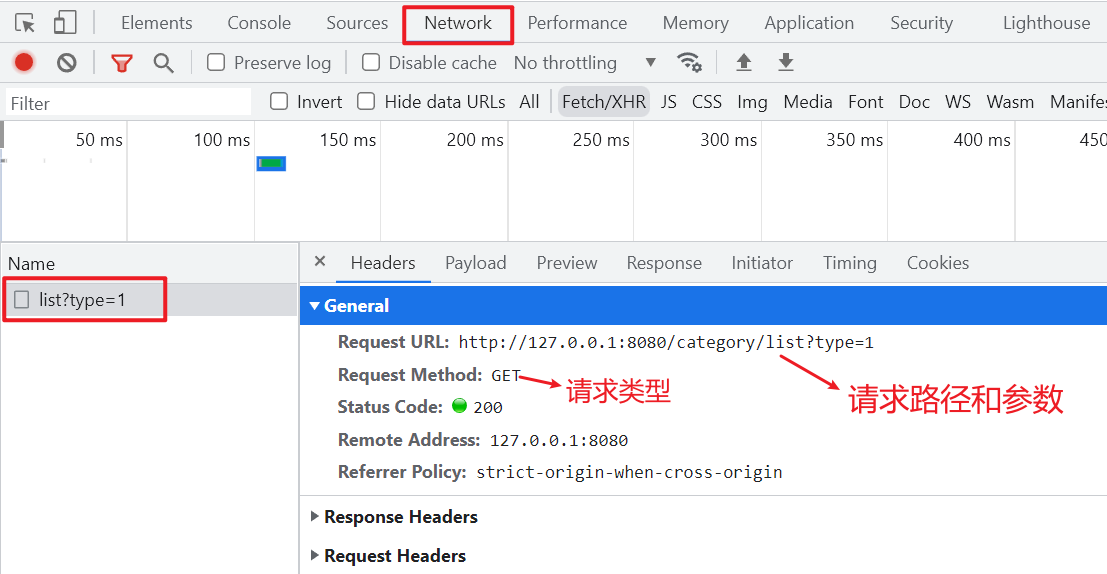 Elements Console Sources Network Performance Memory Application Security Lighthouse
Preserve log Disable cache No throttling
Filter Invert Hide data URLs All Fetch/XHR JS CSS Img Media Font Doc WS Wasm Manifes
50 ms 100 ms 150 ms 200 ms 250 ms 300 ms 350 ms 400 ms 450
Name
list?type=1
× Headers Payload Preview Response Initiator Timing Cookies
General
Request URL: http://127.0.0.1:8080/category/list?type=1
Request Method: GET 请求类型
请求路径和参数
Status Code: 200
Remote Address: 127.0.0.1:8080
Referrer Policy: strict-origin-when-cross-origin
Response Headers
Request Headers